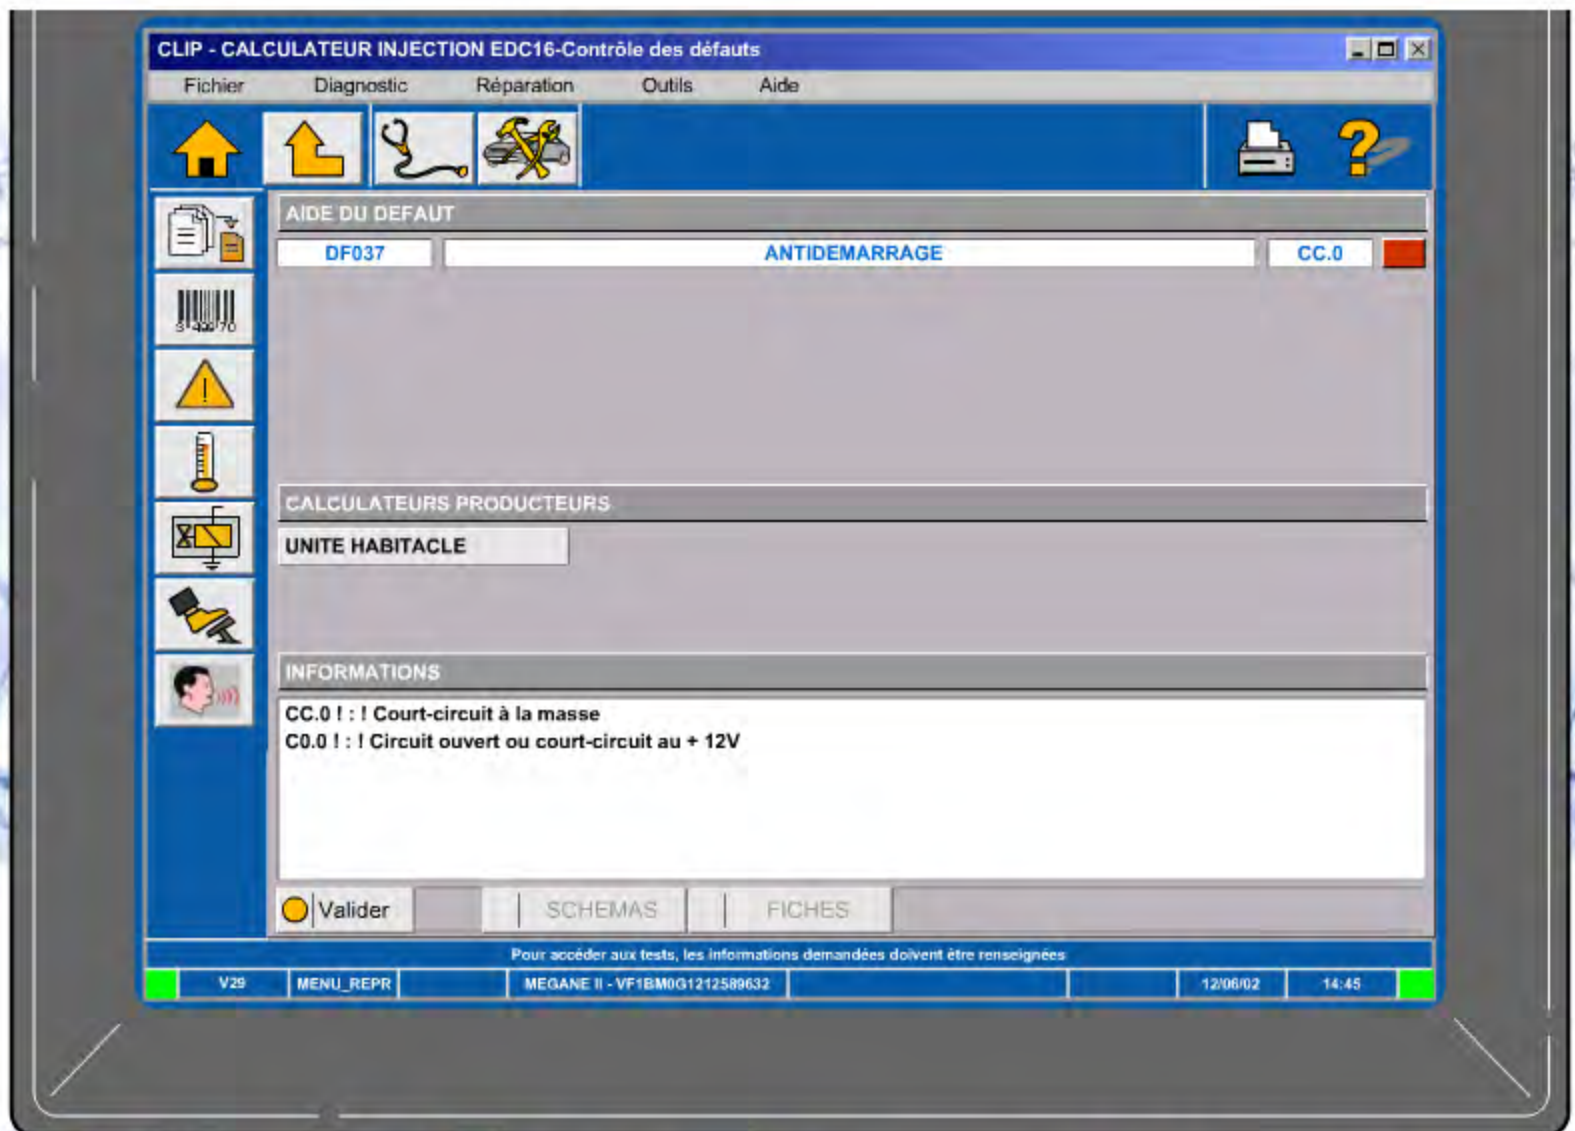 CLIP - CALCULATEUR INJECTION EDC16-Contrôle des défauts
Fichier Diagnostic Réparation Outils Aide
AIDE DU DEFAUT
DF037 ANTIDEMARRAGE CC.0
CALCULATEURS PRODUCTEURS
UNITE HABITACLE
INFORMATIONS
CC.0 ! : ! Court-circuit à la masse
C0.0 ! : ! Circuit ouvert ou court-circuit au + 12V
Valider SCHEMAS FICHES
Pour accéder aux tests, les informations demandées doivent être renseignées
V29 MENU_REPR MEGANE II - VF1BM0G1212589632 12/06/02 14:45